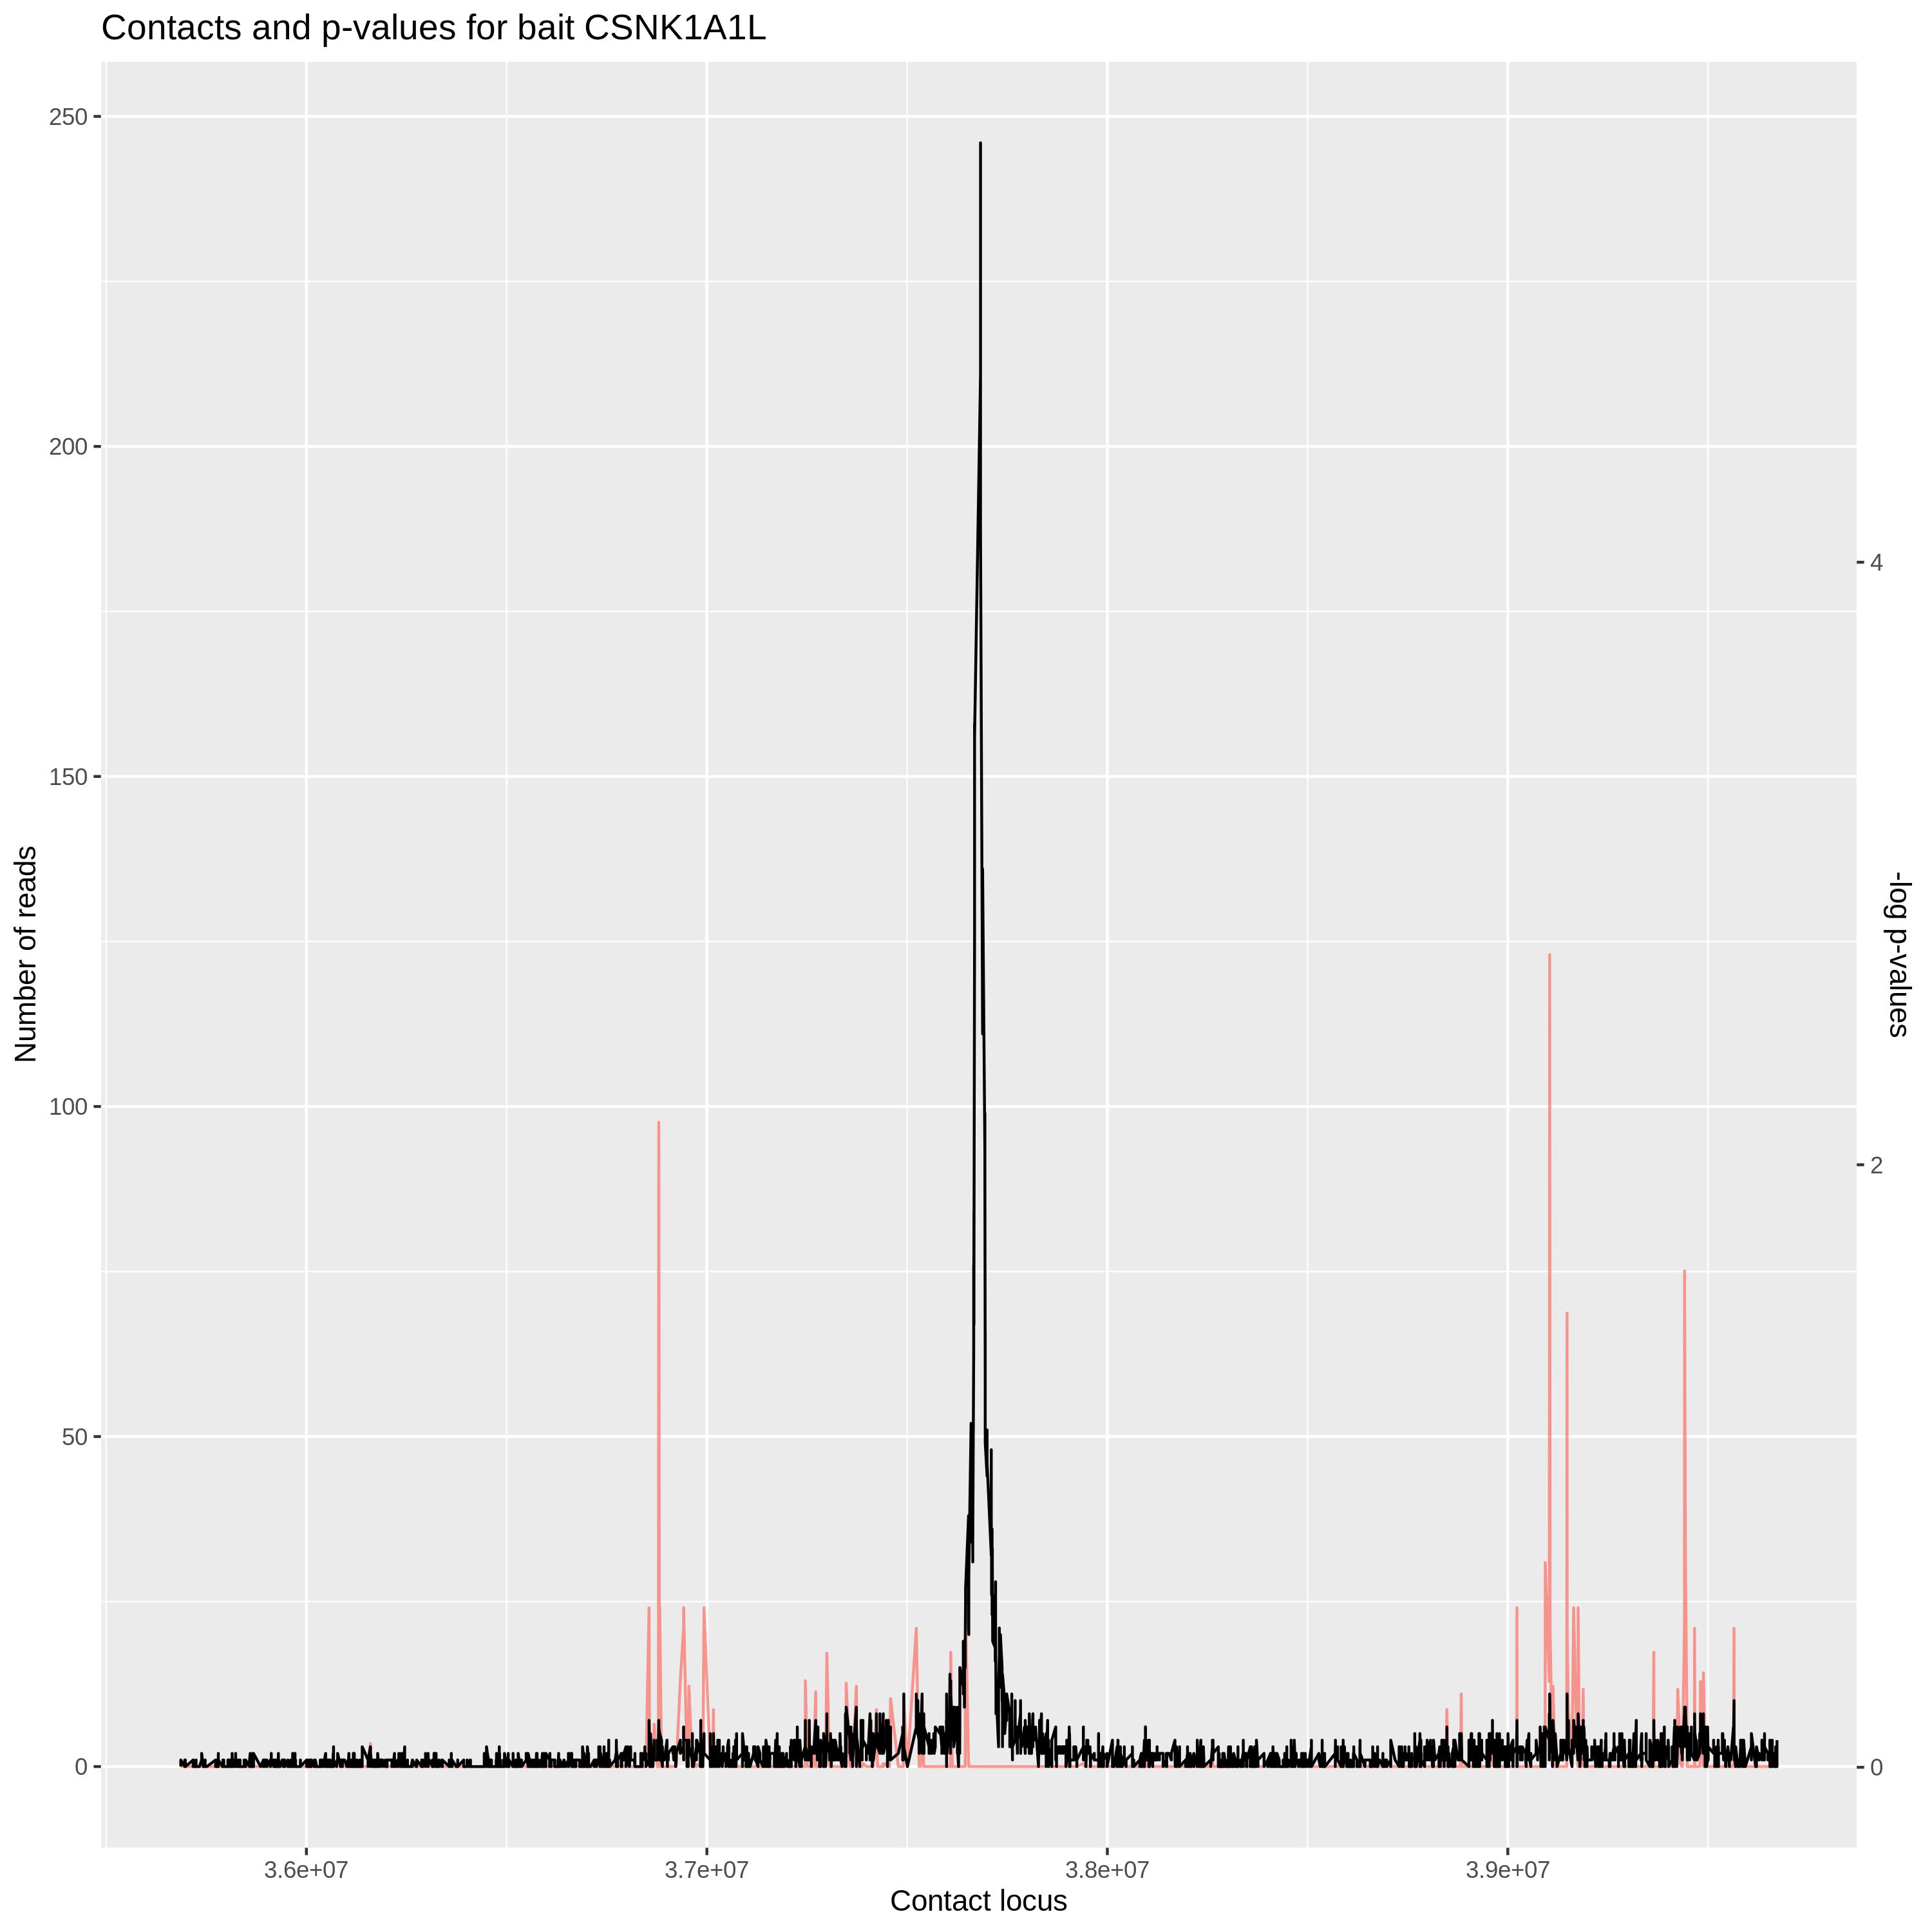 Contacts and p-values for bait CSNK1A1L
250
200
150
100
50
0
Number of reads
4
2
0
-log p-values
3.6e+07
3.7e+07
3.8e+07
3.9e+07
Contact locus